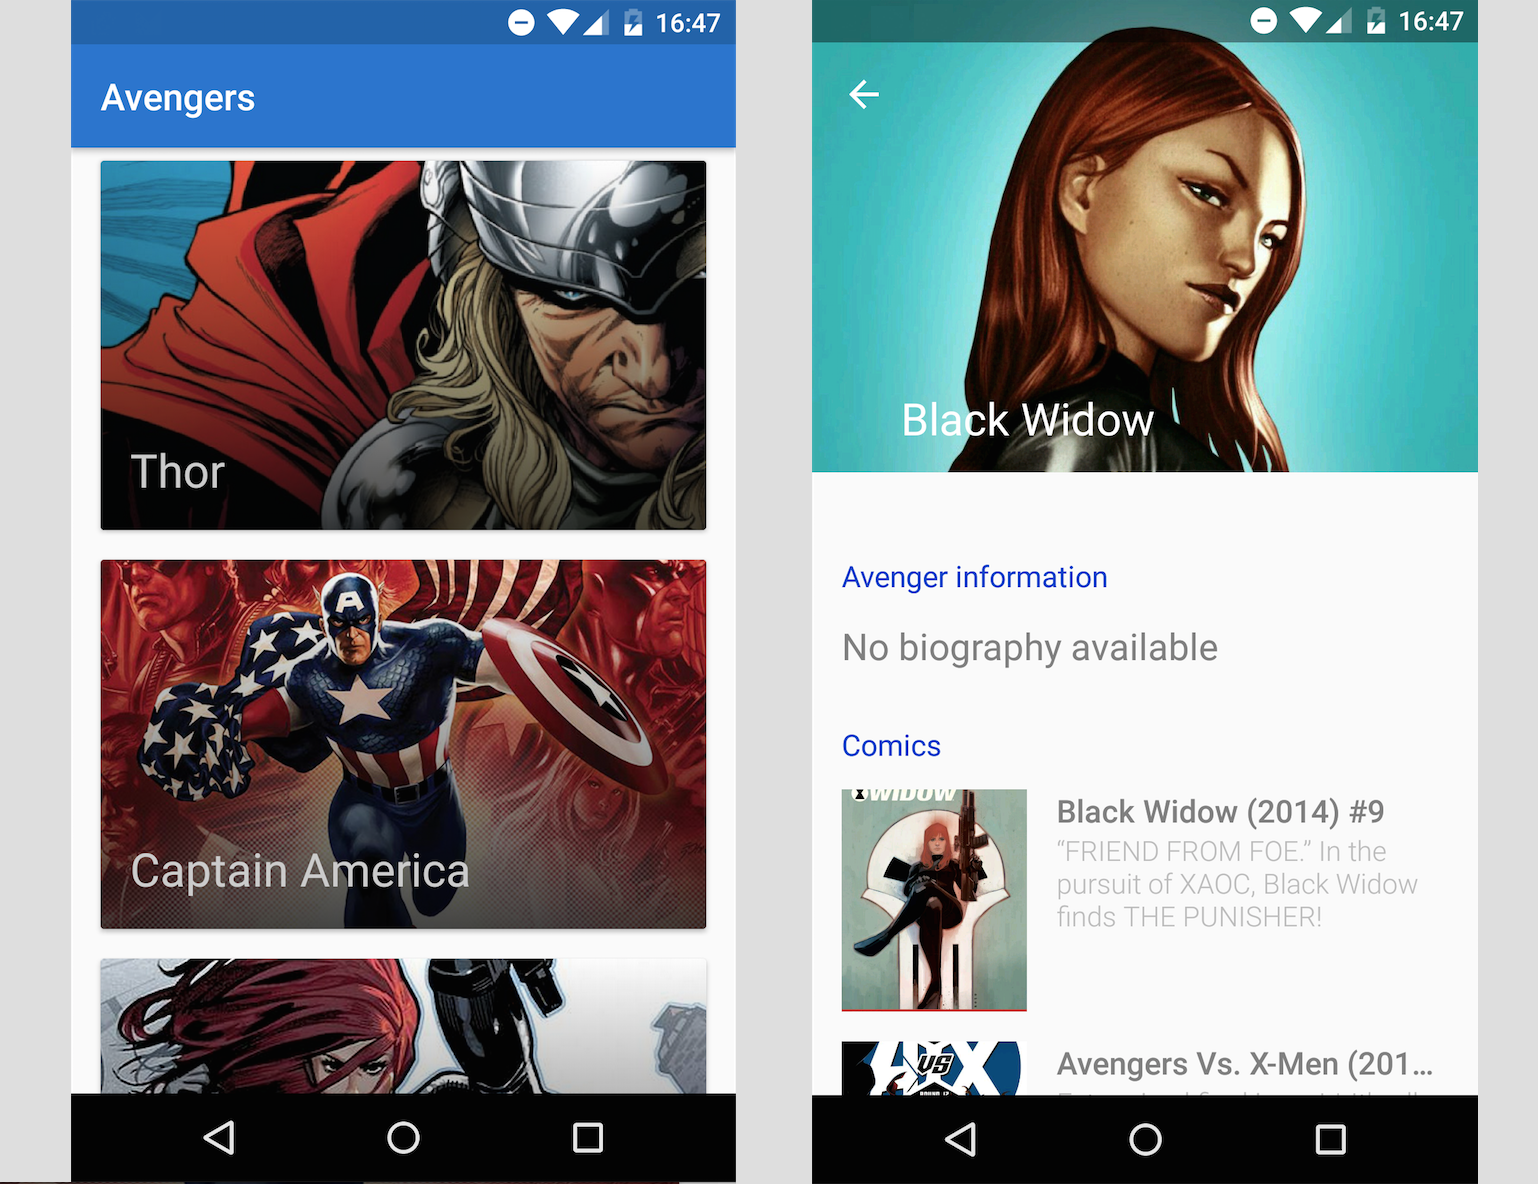 16:47
Avengers
Thor
Captain America
16:47
Black Widow
Avenger information
No biography available
Comics
WIDOW
Black Widow (2014) #9
“FRIEND FROM FOE.” In the
pursuit of XAOC, Black Widow
finds THE PUNISHER!
A VS X
ROUND 12
Avengers Vs. X-Men (201...